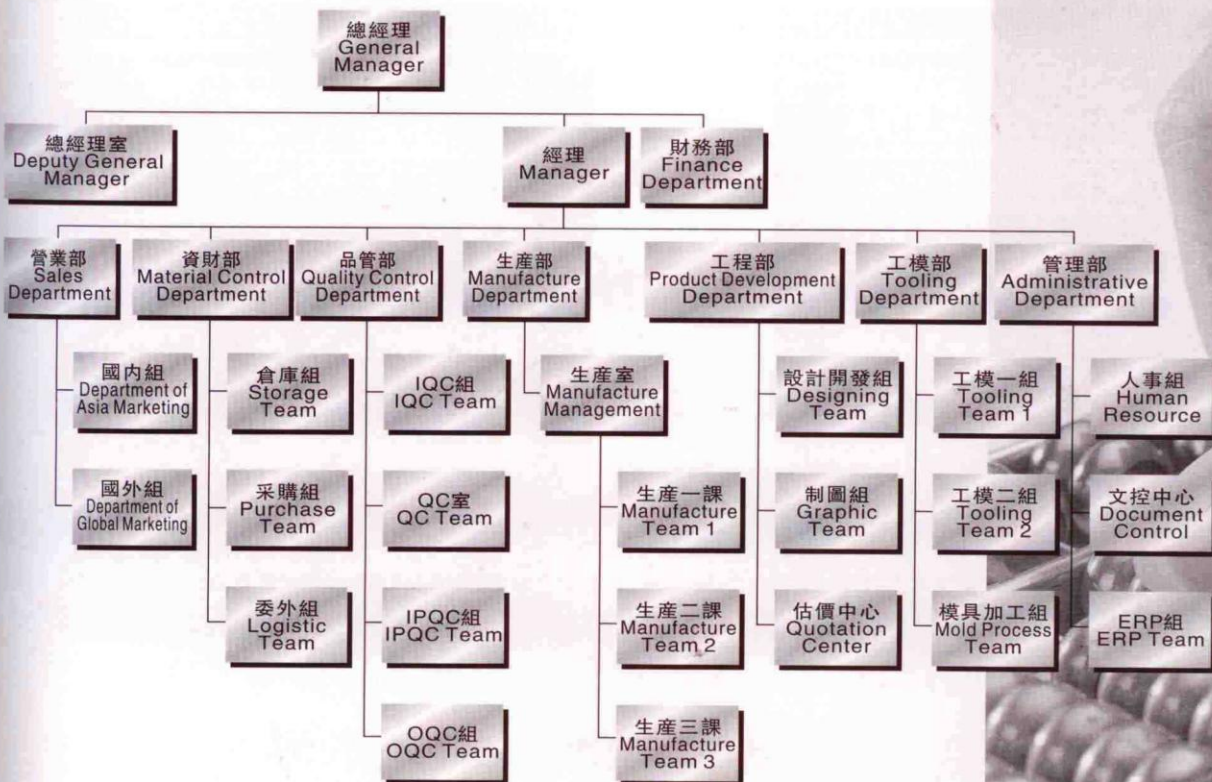 總經理
General
Manager
總經理室
Deputy General
Manager
經理
Manager
財務部
Finance
Department
營業部
Sales
Department
資財部
Material Control
Department
品管部
Quality Control
Department
生産部
Manufacture
Department
工程部
Product Development
Department
工模部
Tooling
Department
管理部
Administrative
Department
國内組
Department of
Asia Marketing
倉庫組
Storage
Team
IQC組
IQC Team
生産室
Manufacture
Management
設計開發組
Designing
Team
工模一組
Tooling
Team 1
人事組
Human
Resource
國外組
Department of
Global Marketing
采購組
Purchase
Team
QC室
QC Team
生産一課
Manufacture
Team 1
制圖組
Graphic
Team
工模二組
Tooling
Team 2
文控中心
Document
Control
委外組
Logistic
Team
IPQC組
IPQC Team
生産二課
Manufacture
Team 2
估價中心
Quotation
Center
模具加工組
Mold Process
Team
ERP組
ERP Team
OQC組
OQC Team
生産三課
Manufacture
Team 3